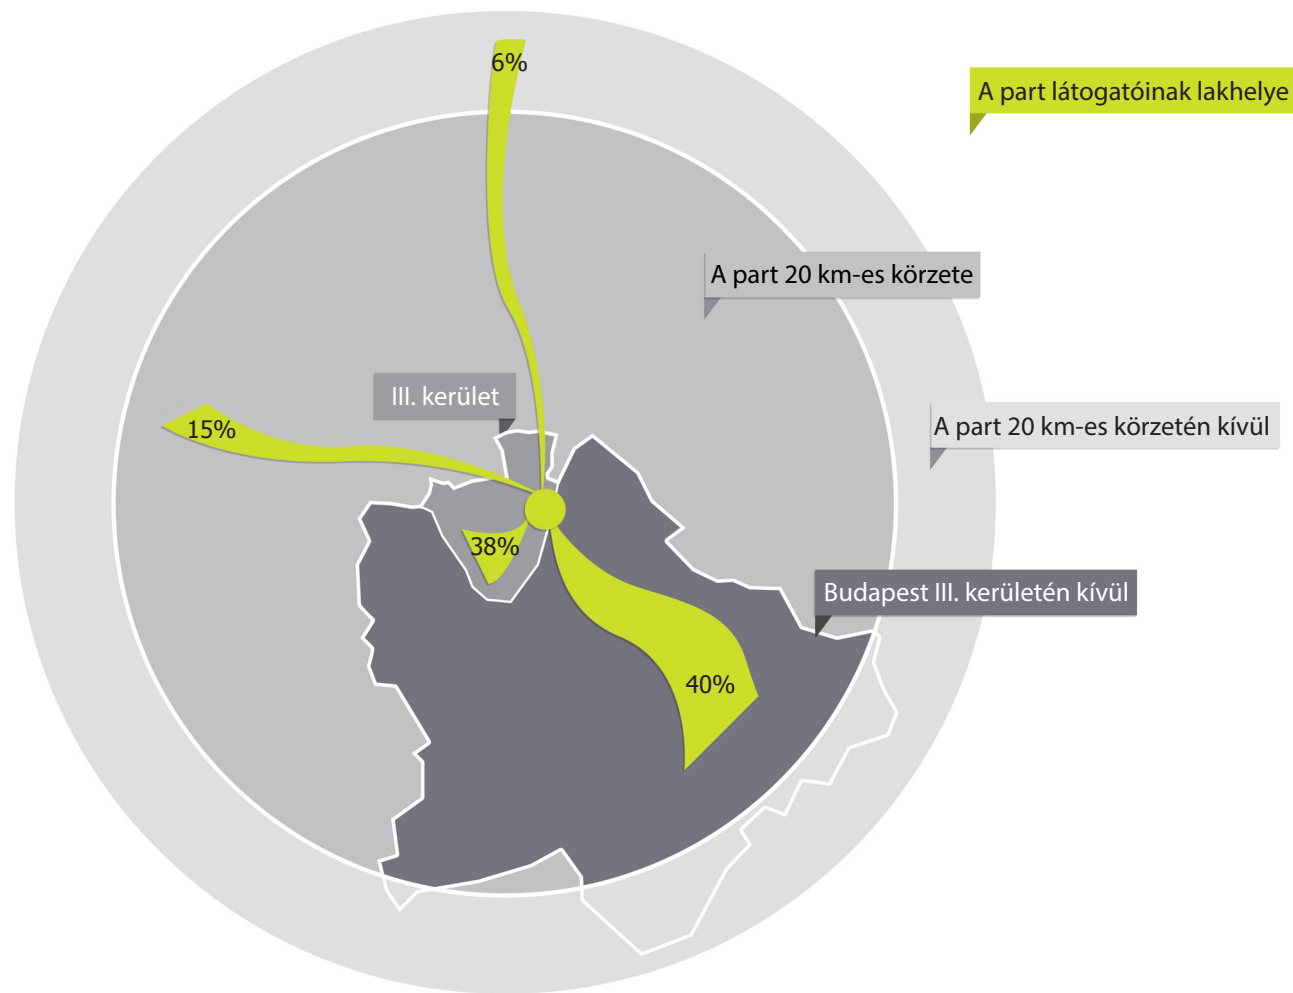 6%
A part látogatóinak lakhelye
A part 20 km-es körzete
III. kerület
A part 20 km-es körzetén kívül
15%
38%
Budapest III. kerületén kívül
40%